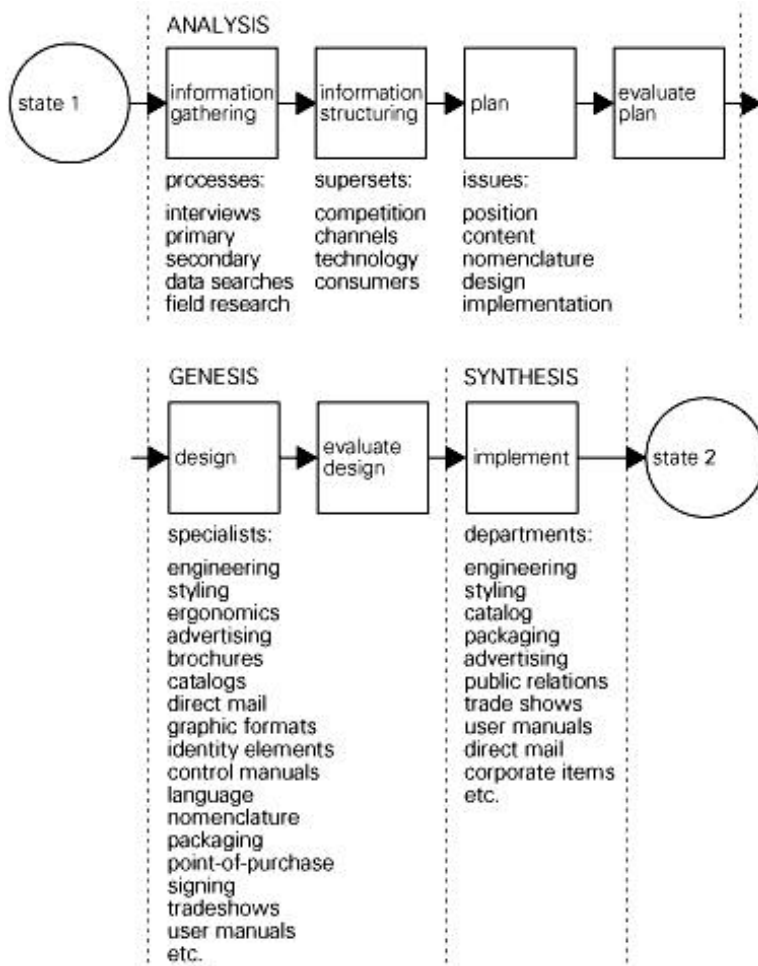 ANALYSIS
state 1
information
gathering
information
structuring
plan
evaluate
plan
processes:
interviews
primary
secondary
data searches
field research
supersets:
competition
channels
technology
consumers
issues:
position
content
nomenclature
design
implementation
GENESIS
design
evaluate
design
specialists:
engineering
styling
ergonomics
advertising
brochures
catalogs
direct mail
graphic formats
identity elements
control manuals
language
nomenclature
packaging
point-of-purchase
signing
tradeshows
user manuals
etc.
SYNTHESIS
implement
state 2
departments:
engineering
styling
catalog
packaging
advertising
public relations
trade shows
user manuals
direct mail
corporate items
etc.